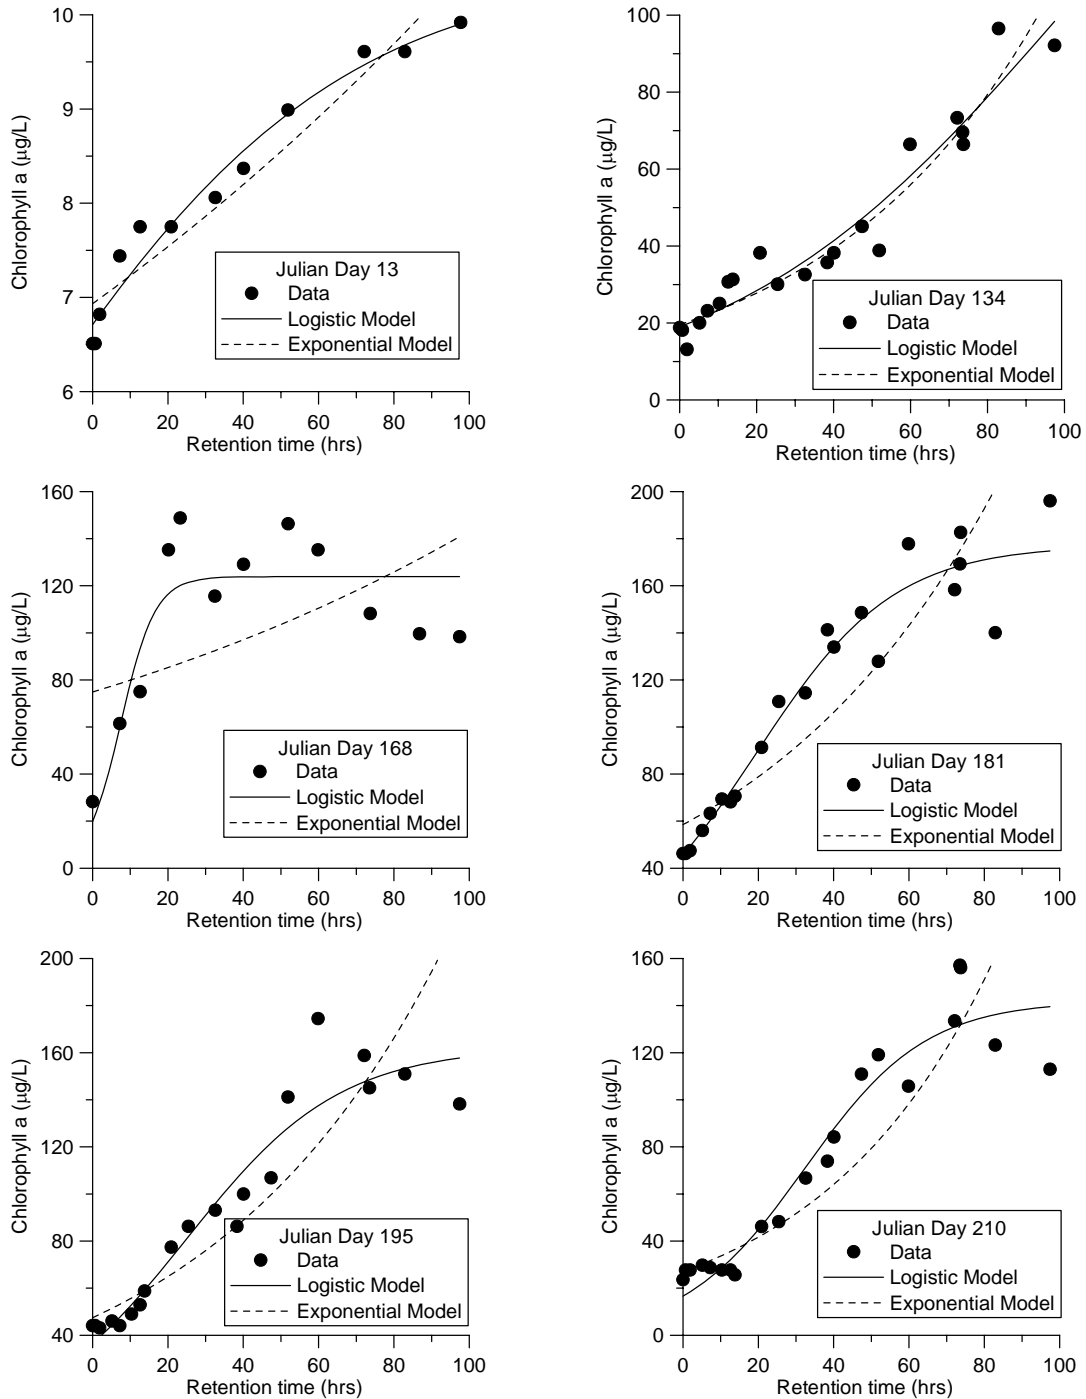 10
9
8
7
6
Chlorophyll a (μg/L)
Julian Day 13
Data
Logistic Model
Exponential Model
0 20 40 60 80 100
Retention time (hrs)
100
80
60
40
20
0
Chlorophyll a (μg/L)
Julian Day 134
Data
Logistic Model
Exponential Model
0 20 40 60 80 100
Retention time (hrs)
160
120
80
40
0
Chlorophyll a (μg/L)
Julian Day 168
Data
Logistic Model
Exponential Model
0 20 40 60 80 100
Retention time (hrs)
200
160
120
80
40
Chlorophyll a (μg/L)
Julian Day 181
Data
Logistic Model
Exponential Model
0 20 40 60 80 100
Retention time (hrs)
200
160
120
80
40
Chlorophyll a (μg/L)
Julian Day 195
Data
Logistic Model
Exponential Model
0 20 40 60 80 100
Retention time (hrs)
160
120
80
40
0
Chlorophyll a (μg/L)
Julian Day 210
Data
Logistic Model
Exponential Model
0 20 40 60 80 100
Retention time (hrs)